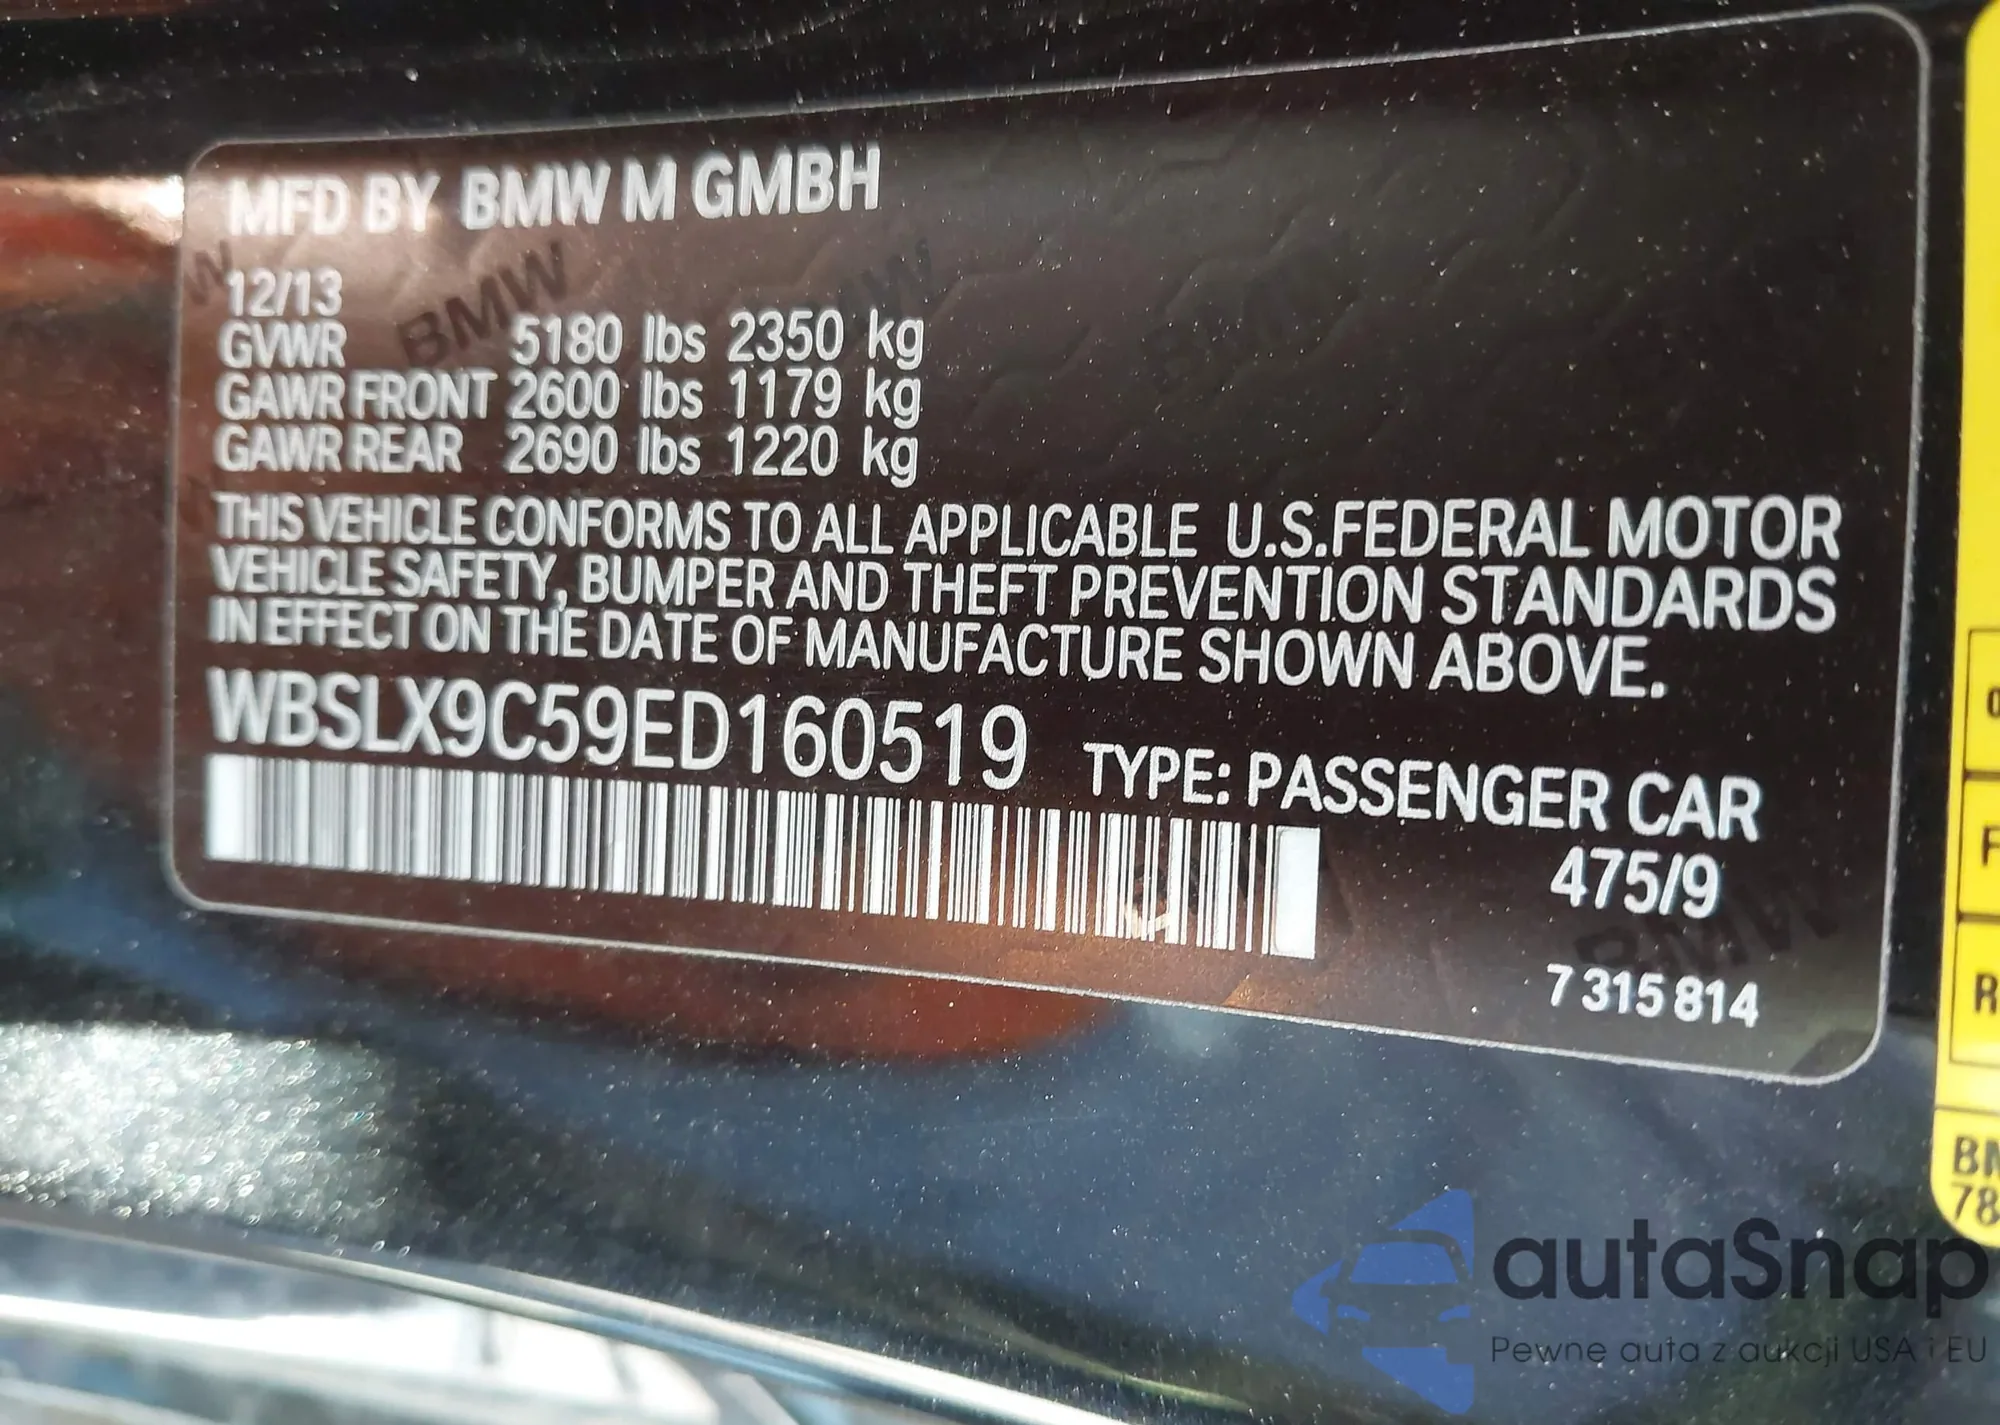 MFD BY BMW M GMBH
12/13
GVWR 5180 lbs 2350 kg
GAWR FRONT 2600 lbs 1179 kg
GAWR REAR 2690 lbs 1220 kg
THIS VEHICLE CONFORMS TO ALL APPLICABLE U.S.FEDERAL MOTOR
VEHICLE SAFETY, BUMPER AND THEFT PREVENTION STANDARDS
IN EFFECT ON THE DATE OF MANUFACTURE SHOWN ABOVE.
WBSLX9C59ED160519 TYPE: PASSENGER CAR
475/9
7 315 814
BMW
BMW
BMW
autaSnap
Pewne auta z aukcji USA i EU